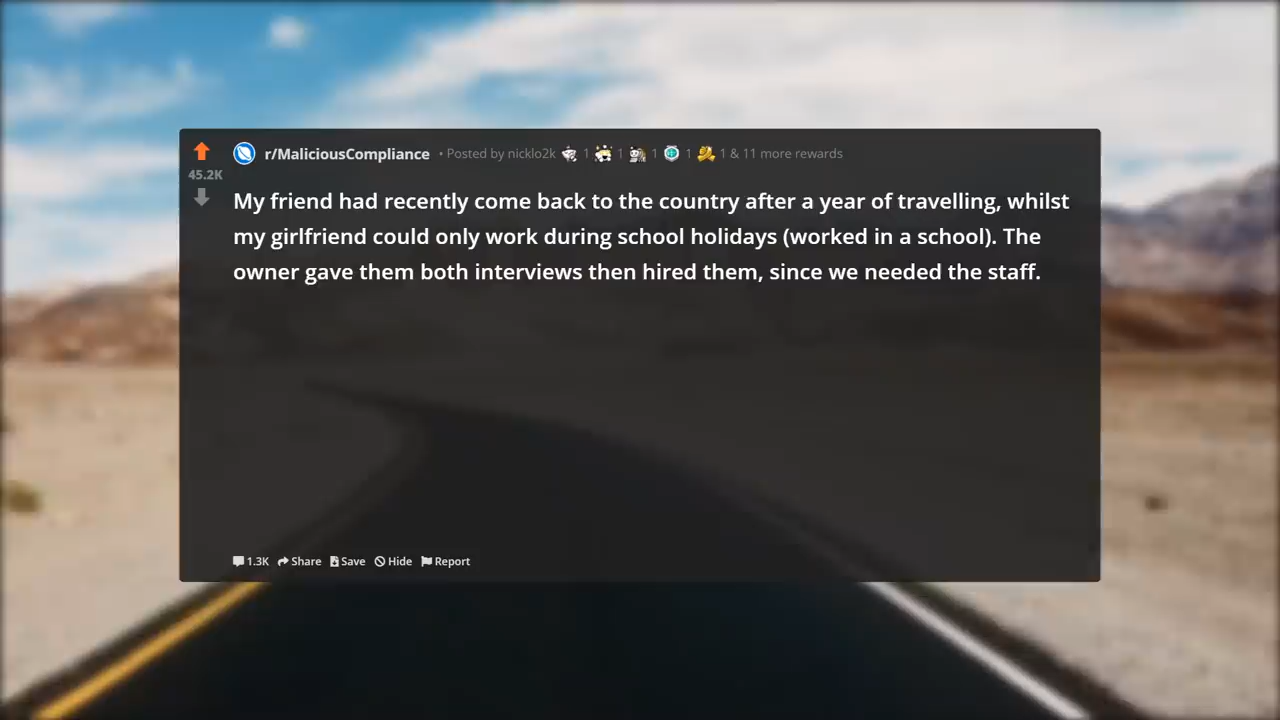 r/MaliciousCompliance • Posted by nicklo2k 1 1 1 1 1 & 11 more rewards
45.2K
My friend had recently come back to the country after a year of travelling, whilst
my girlfriend could only work during school holidays (worked in a school). The
owner gave them both interviews then hired them, since we needed the staff.
1.3K Share Save Hide Report